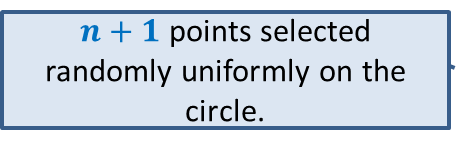 n + 1 points selected
randomly uniformly on the
circle.